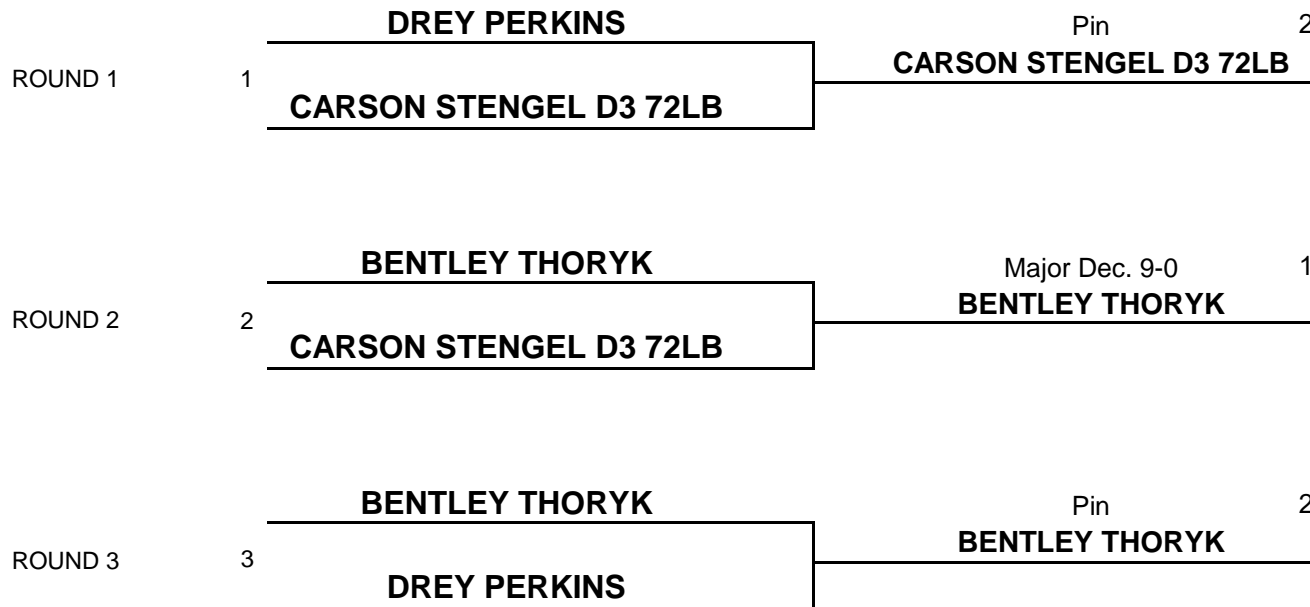 DREY PERKINS
Pin 2
CARSON STENGEL D3 72LB
ROUND 1 1
CARSON STENGEL D3 72LB
BENTLEY THORYK
Major Dec. 9-0 1
BENTLEY THORYK
ROUND 2 2
CARSON STENGEL D3 72LB
BENTLEY THORYK
Pin 2
BENTLEY THORYK
ROUND 3 3
DREY PERKINS